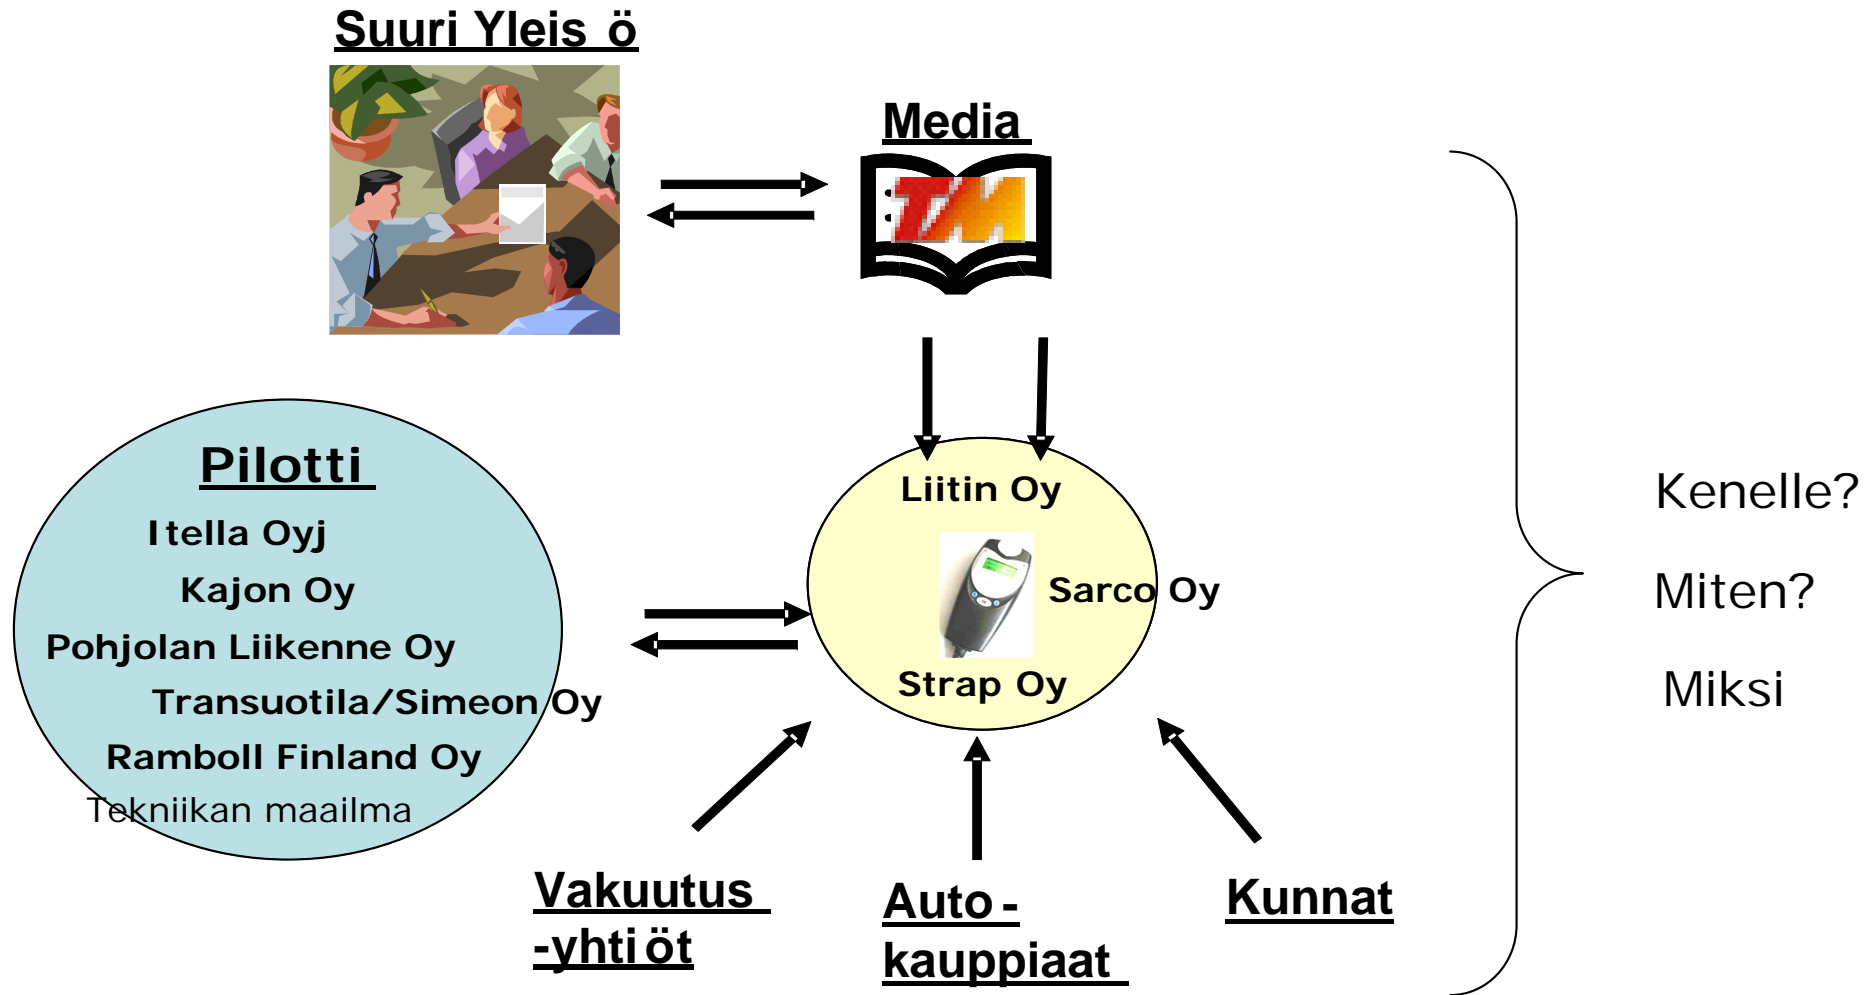 Suuri Yleis ö
Media
TM
Pilotti
Itella Oyj
Kajon Oy
Pohjolan Liikenne Oy
Transuotila/Simeon Oy
Ramboll Finland Oy
Tekniikan maailma
Liitin Oy
Sarco Oy
Strap Oy
Vakuutus
-yhtiöt
Auto-
kauppiaat
Kunnat
Kenelle?
Miten?
Miksi